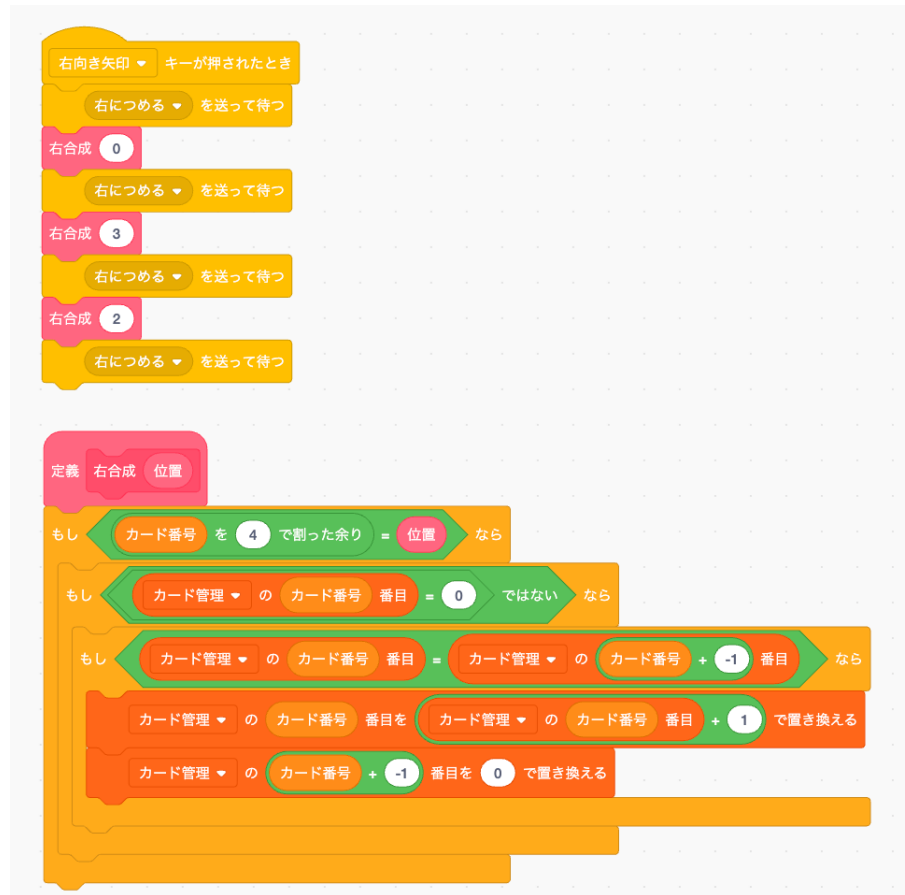 右向き矢印 キーが押されたとき
右につめる を送って待つ
右合成 0
右につめる を送って待つ
右合成 3
右につめる を送って待つ
右合成 2
右につめる を送って待つ
定義 右合成 位置
もし カード番号 を 4 で割った余り = 位置 なら
もし カード管理 の カード番号 番目 = 0 ではない なら
もし カード管理 の カード番号 番目 = カード管理 の カード番号 + -1 番目 なら
カード管理 の カード番号 番目を カード管理 の カード番号 番目 + 1 で置き換える
カード管理 の カード番号 + -1 番目を 0 で置き換える